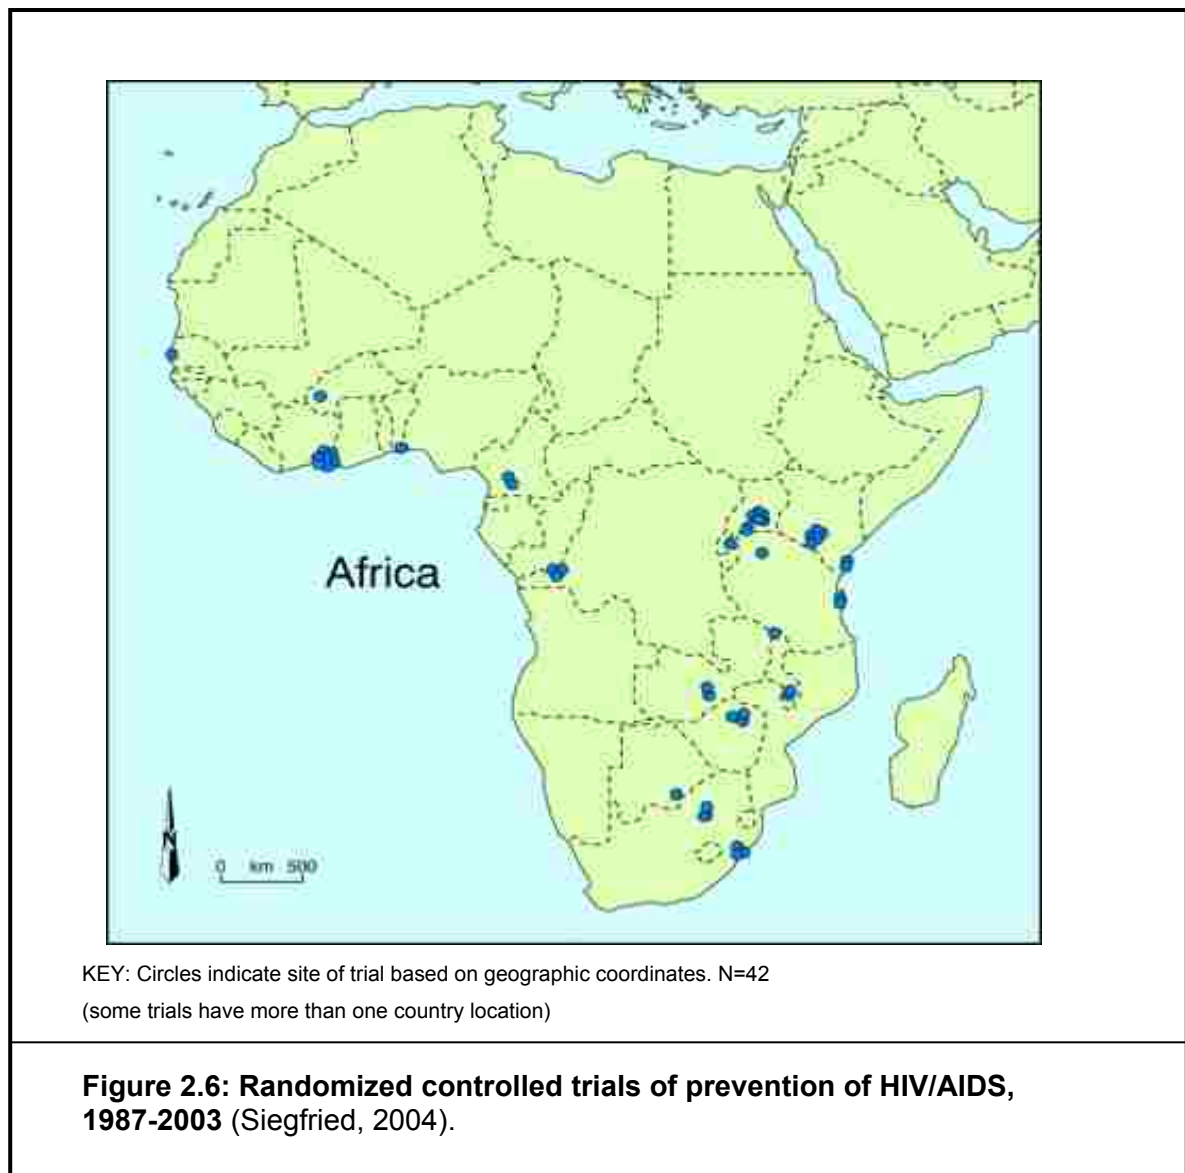 Africa
N
0 km 500
KEY: Circles indicate site of trial based on geographic coordinates. N=42
(some trials have more than one country location)
Figure 2.6: Randomized controlled trials of prevention of HIV/AIDS,
1987-2003 (Siegfried, 2004).